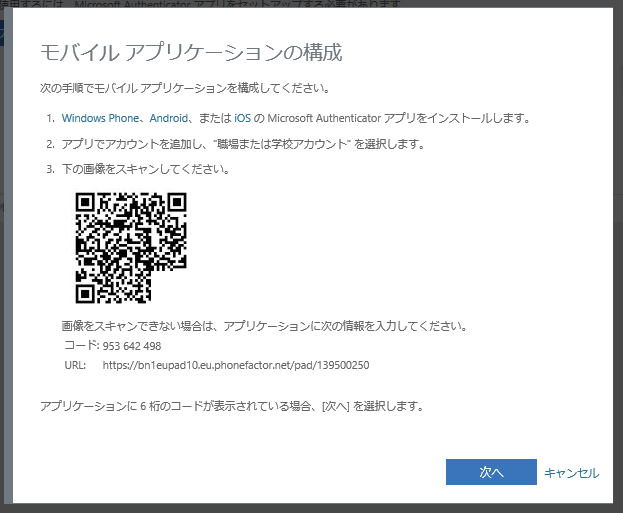 使用するには、Microsoft Authenticator アプリをセットアップする必要があります
モバイル アプリケーションの構成
次の手順でモバイル アプリケーションを構成してください。
1. Windows Phone、Android、または iOS の Microsoft Authenticator アプリをインストールします。
2. アプリでアカウントを追加し、"職場または学校アカウント" を選択します。
3. 下の画像をスキャンしてください。
画像をスキャンできない場合は、アプリケーションに次の情報を入力してください。
コード: 953 642 498
URL: https://bn1eupad10.eu.phonefactor.net/pad/139500250
アプリケーションに 6 桁のコードが表示されている場合、[次へ] を選択します。
次へ キャンセル